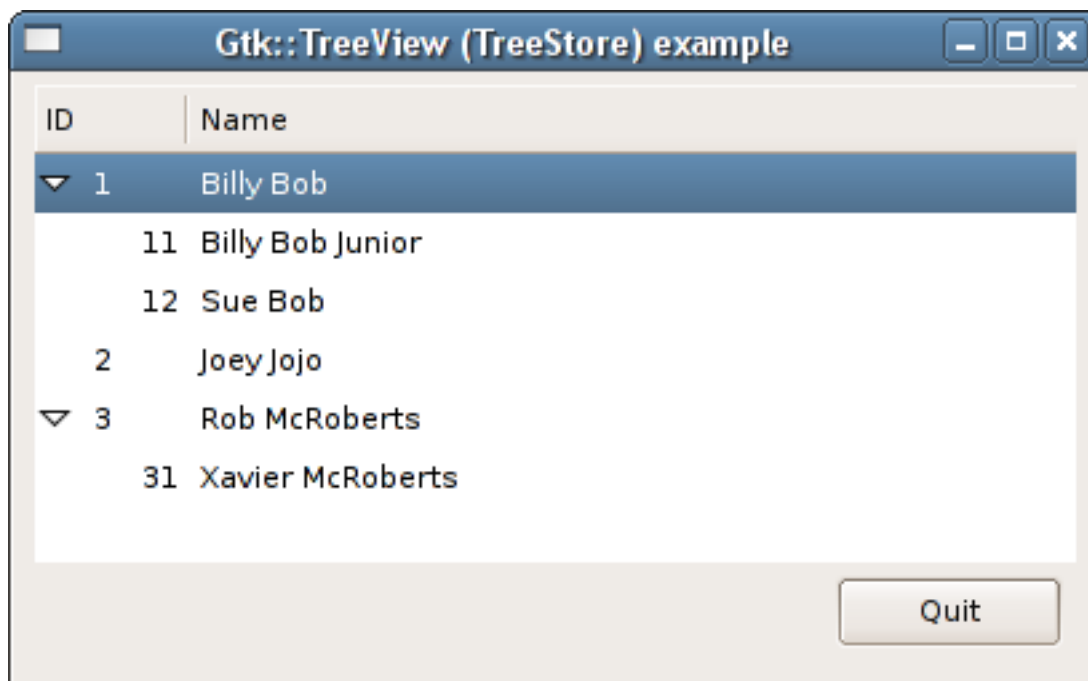 Gtk::TreeView (TreeStore) example
ID Name
1 Billy Bob
11 Billy Bob Junior
12 Sue Bob
2 Joey Jojo
3 Rob McRoberts
31 Xavier McRoberts
Quit